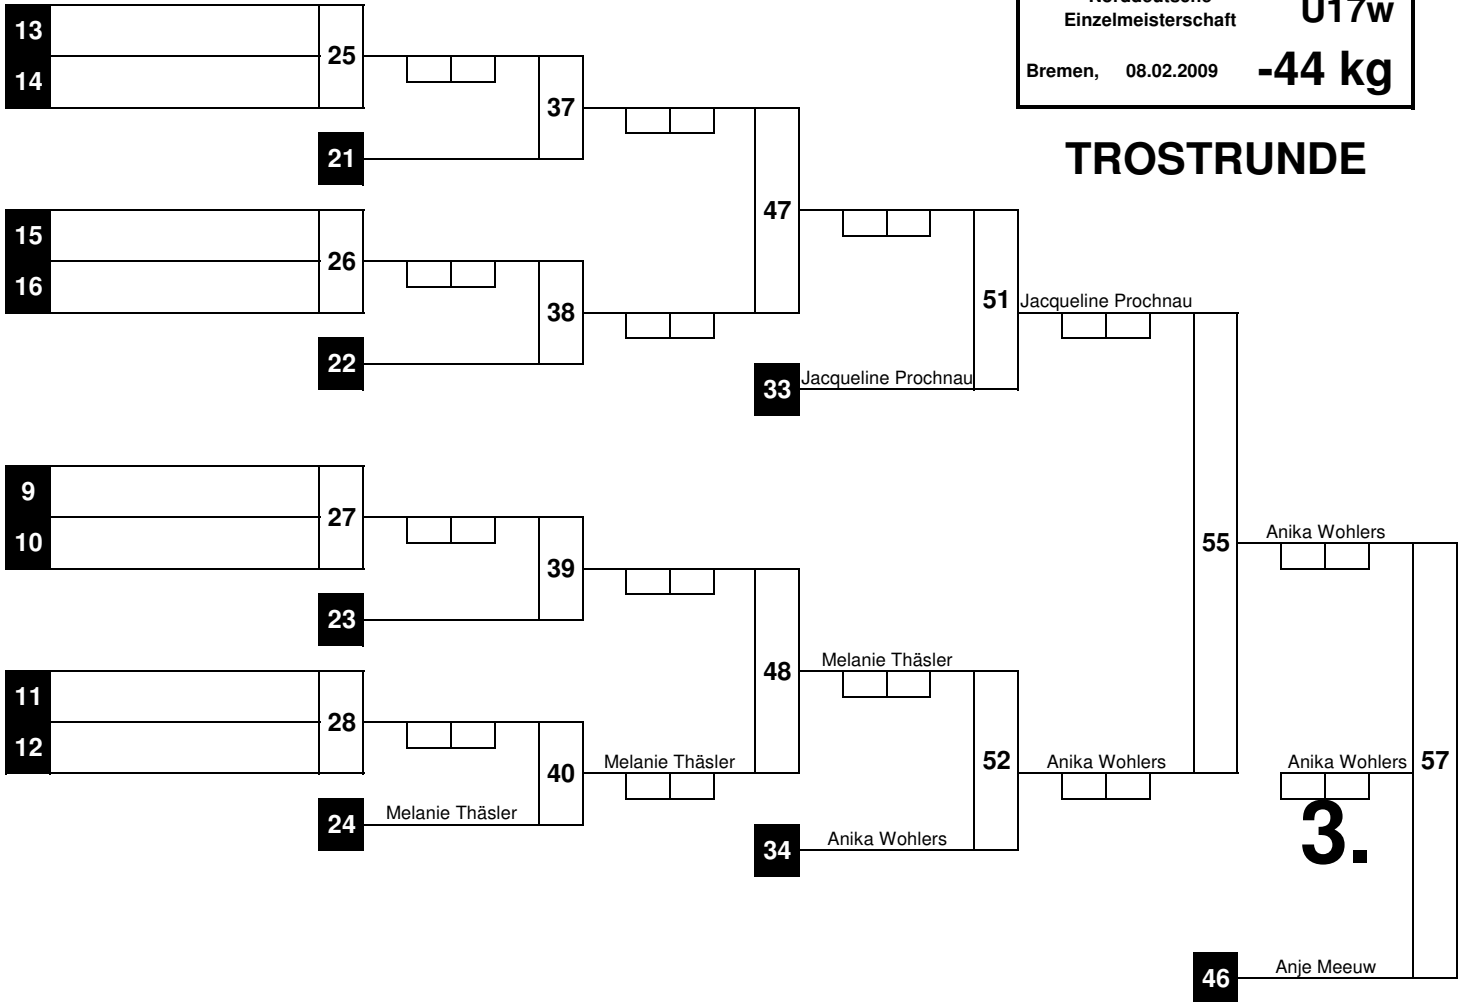 Norddeutsche
Einzelmeisterschaft
U17w
Bremen, 08.02.2009
-44 kg
TROSTRUNDE
13
14
25
37
21
47
15
16
26
38
22
51
Jacqueline Prochnau
33
Jacqueline Prochnau
9
10
27
39
23
55
Anika Wohlers
48
Melanie Thäsler
11
12
28
40
Melanie Thäsler
52
Anika Wohlers
Anika Wohlers
57
24
Melanie Thäsler
34
Anika Wohlers
3.
46
Anje Meeuw